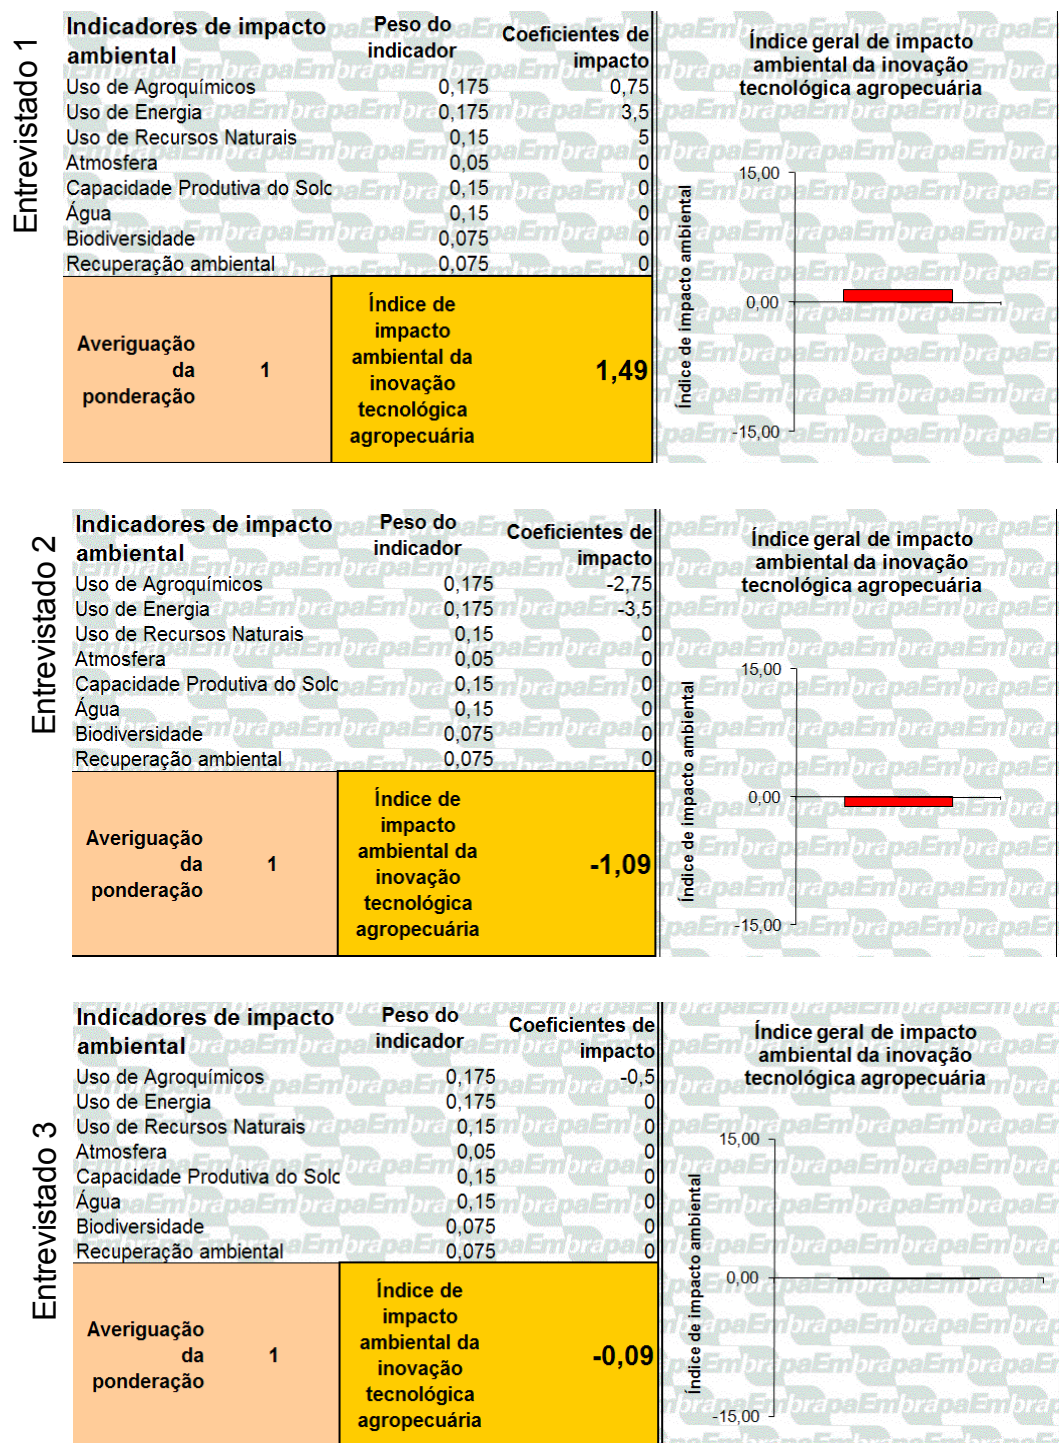 Entrevistado 1
Indicadores de impacto ambiental Peso do indicador Coeficientes de impacto
Uso de Agroquímicos 0,175 0,75
Uso de Energia 0,175 3,5
Uso de Recursos Naturais 0,15 5
Atmosfera 0,05 0
Capacidade Produtiva do Solo 0,15 0
Água 0,15 0
Biodiversidade 0,075 0
Recuperação ambiental 0,075 0
Averiguação da ponderação 1
Índice de impacto ambiental da inovação tecnológica agropecuária 1,49
Índice geral de impacto
ambiental da inovação
tecnológica agropecuária
Índice de impacto ambiental
15,00
0,00
-15,00
Entrevistado 2
Indicadores de impacto ambiental Peso do indicador Coeficientes de impacto
Uso de Agroquímicos 0,175 -2,75
Uso de Energia 0,175 -3,5
Uso de Recursos Naturais 0,15 0
Atmosfera 0,05 0
Capacidade Produtiva do Solo 0,15 0
Água 0,15 0
Biodiversidade 0,075 0
Recuperação ambiental 0,075 0
Averiguação da ponderação 1
Índice de impacto ambiental da inovação tecnológica agropecuária -1,09
Índice geral de impacto
ambiental da inovação
tecnológica agropecuária
Índice de impacto ambiental
15,00
0,00
-15,00
Entrevistado 3
Indicadores de impacto ambiental Peso do indicador Coeficientes de impacto
Uso de Agroquímicos 0,175 -0,5
Uso de Energia 0,175 0
Uso de Recursos Naturais 0,15 0
Atmosfera 0,05 0
Capacidade Produtiva do Solo 0,15 0
Água 0,15 0
Biodiversidade 0,075 0
Recuperação ambiental 0,075 0
Averiguação da ponderação 1
Índice de impacto ambiental da inovação tecnológica agropecuária -0,09
Índice geral de impacto
ambiental da inovação
tecnológica agropecuária
Índice de impacto ambiental
15,00
0,00
-15,00